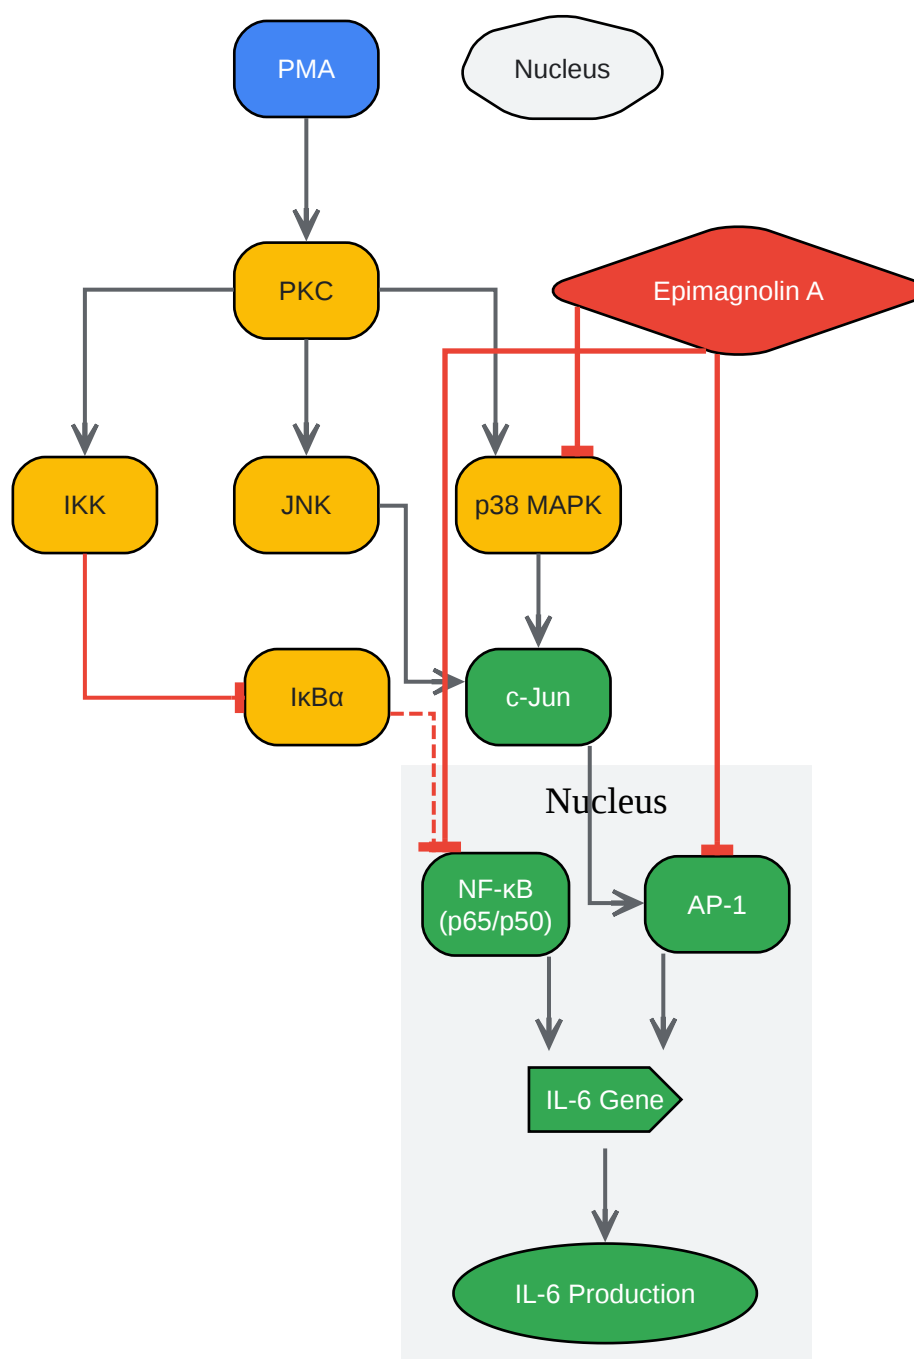 PMA
Nucleus
PKC
Epimagnolin A
IKK
JNK
p38 MAPK
IκBα
c-Jun
Nucleus
NF-κB
(p65/p50)
AP-1
IL-6 Gene
IL-6 Production